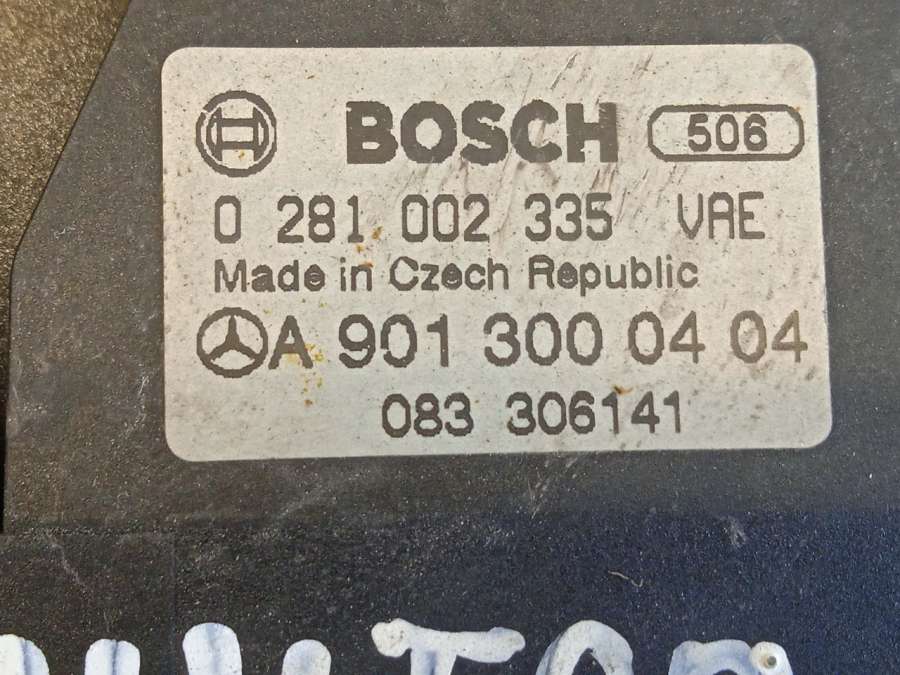 BOSCH 506
0 281 002 335 VAE
Made in Czech Republic
A 901 300 04 04
083 306141